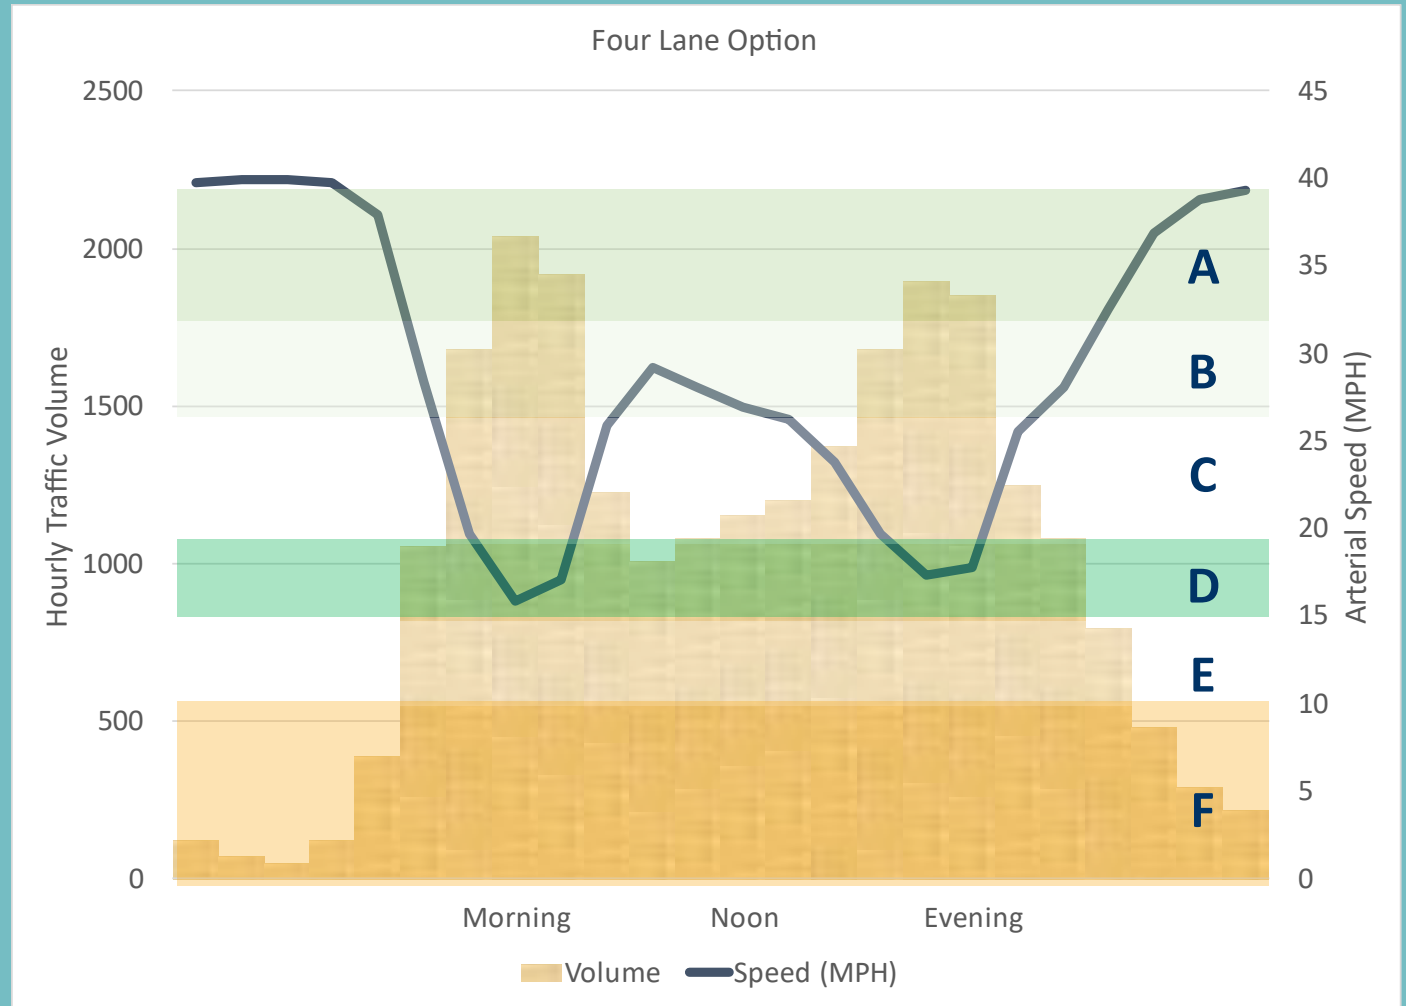 Four Lane Option
2500
2000
1500
1000
500
0
Hourly Traffic Volume
45
40
35
30
25
20
15
10
5
0
Arterial Speed (MPH)
A
B
C
D
E
F
Morning Noon Evening
Volume Speed (MPH)